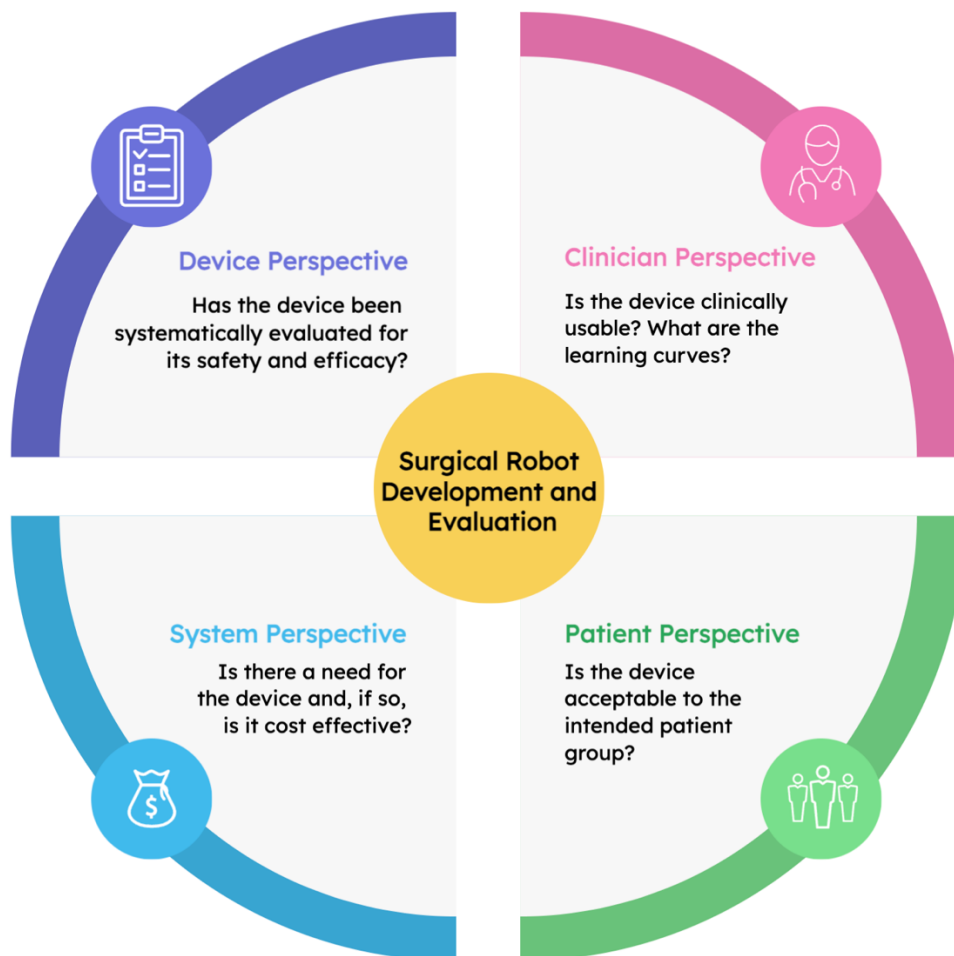 Device Perspective
Has the device been
systematically evaluated for
its safety and efficacy?
Clinician Perspective
Is the device clinically
usable? What are the
learning curves?
Surgical Robot
Development and
Evaluation
System Perspective
Is there a need for
the device and, if so,
is it cost effective?
$
Patient Perspective
Is the device
acceptable to the
intended patient
group?